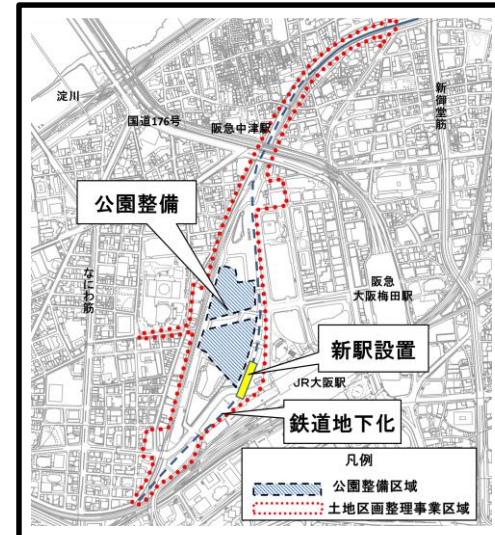 淀川
国道176号
阪急中津駅
新御堂筋
公園整備
なにわ筋
阪急
大阪梅田駅
新駅設置
JR大阪駅
鉄道地下化
凡例
公園整備区域
土地区画整理事業区域